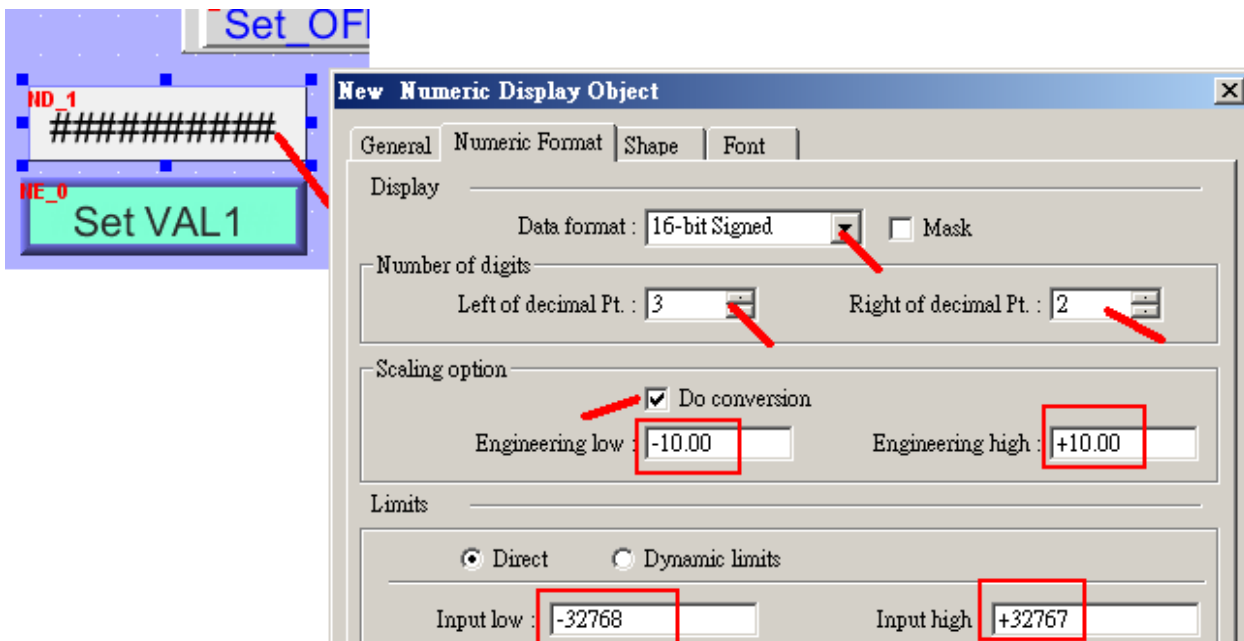 Set_OF
ND_1
##########
NE_0
Set VAL1
New Numeric Display Object
General Numeric Format Shape Font
Display
Data format : 16-bit Signed Mask
Number of digits
Left of decimal Pt. : 3 Right of decimal Pt. : 2
Scaling option
Do conversion
Engineering low : -10.00 Engineering high : +10.00
Limits
Direct Dynamic limits
Input low : -32768 Input high +32767